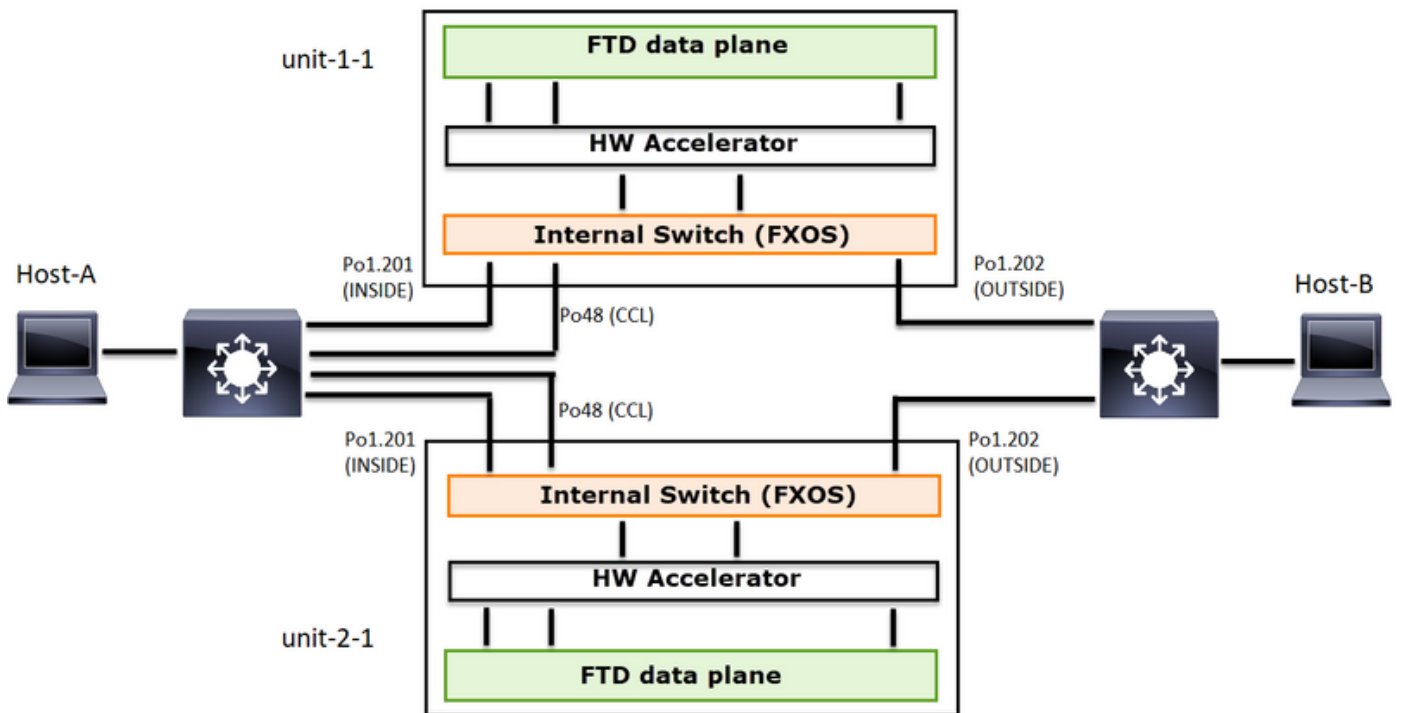 unit-1-1
FTD data plane
HW Accelerator
Internal Switch (FXOS)
Po1.201
(INSIDE)
Po48 (CCL)
Po1.202
(OUTSIDE)
Host-A
Host-B
Po48 (CCL)
Po1.201
(INSIDE)
Po1.202
(OUTSIDE)
Internal Switch (FXOS)
HW Accelerator
unit-2-1
FTD data plane